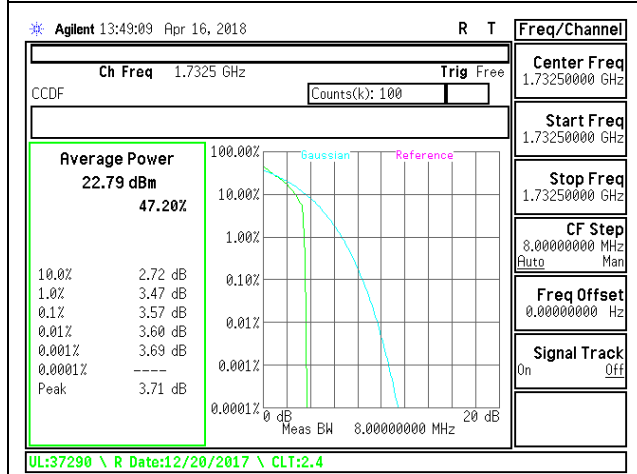 Agilent 13:49:09 Apr 16, 2018 R T
Freq/Channel
Ch Freq 1.7325 GHz Trig Free
CCDF Counts(k): 100
Average Power
22.79 dBm
47.20%
10.0% 2.72 dB
1.0% 3.47 dB
0.1% 3.57 dB
0.01% 3.60 dB
0.001% 3.69 dB
0.0001% ----
Peak 3.71 dB
Gaussian Reference
100.00%
10.00%
1.00%
0.10%
0.01%
0.001%
0.0001%
0 dB 20 dB
Meas BW 8.00000000 MHz
Center Freq
1.73250000 GHz
Start Freq
1.73250000 GHz
Stop Freq
1.73250000 GHz
CF Step
8.00000000 MHz
Auto Man
Freq Offset
0.00000000 Hz
Signal Track
On Off
UL:37290 \ R Date:12/20/2017 \ CLT:2.4